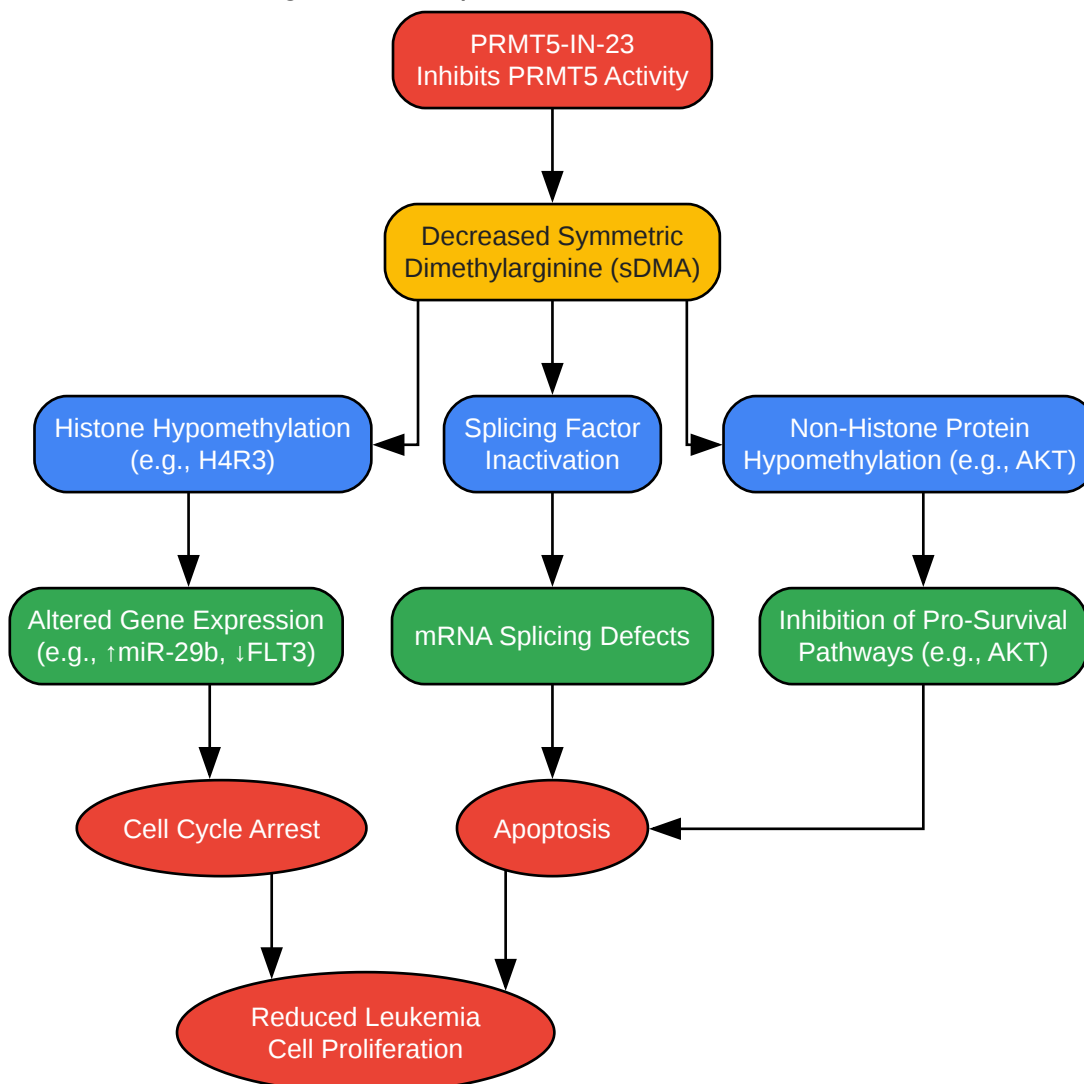 PRMT5-IN-23
Inhibits PRMT5 Activity
Decreased Symmetric
Dimethylarginine (sDMA)
Histone Hypomethylation
(e.g., H4R3)
Splicing Factor
Inactivation
Non-Histone Protein
Hypomethylation (e.g., AKT)
Altered Gene Expression
(e.g., ↑miR-29b, ↓FLT3)
mRNA Splicing Defects
Inhibition of Pro-Survival
Pathways (e.g., AKT)
Cell Cycle Arrest
Apoptosis
Reduced Leukemia
Cell Proliferation